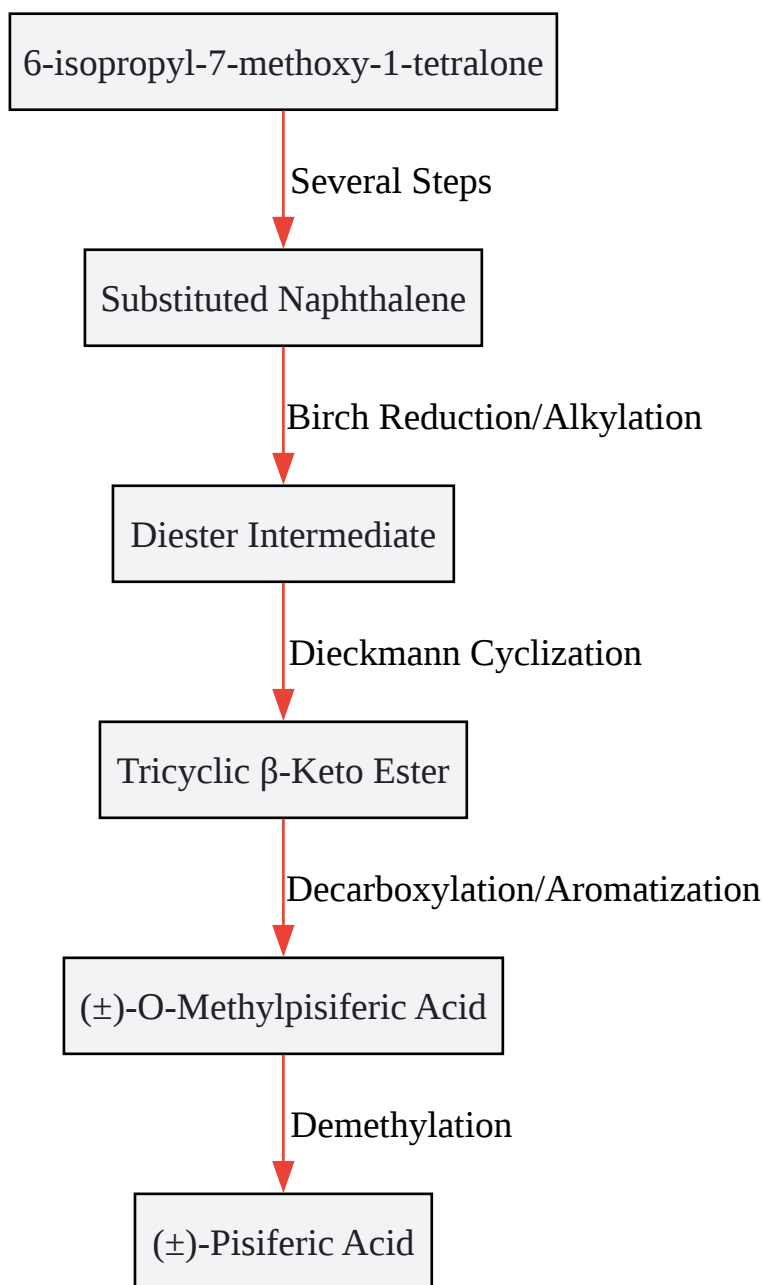 6-isopropyl-7-methoxy-1-tetralone
Several Steps
Substituted Naphthalene
Birch Reduction/Alkylation
Diester Intermediate
Dieckmann Cyclization
Tricyclic β-Keto Ester
Decarboxylation/Aromatization
(±)-O-Methylpisiferic Acid
Demethylation
(±)-Pisiferic Acid